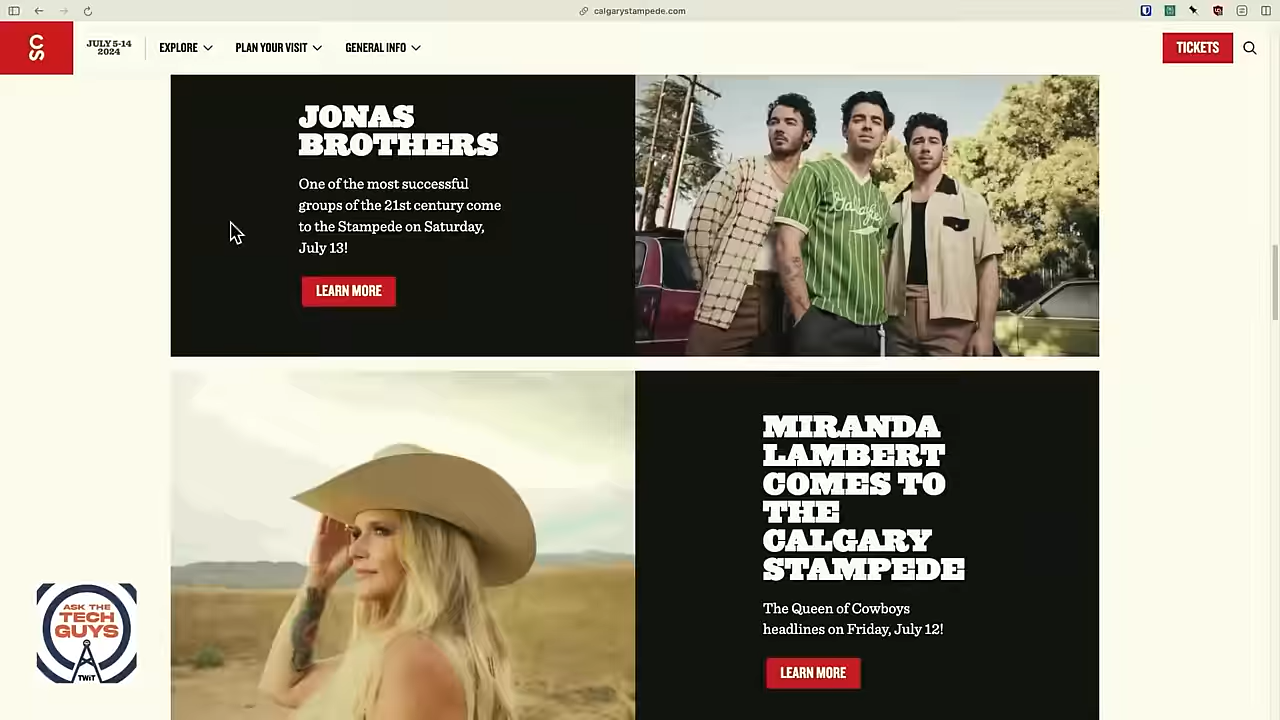 calgarystampede.com
CS
JULY 5-14
2024
EXPLORE
PLAN YOUR VISIT
GENERAL INFO
TICKETS
JONAS
BROTHERS
One of the most successful
groups of the 21st century come
to the Stampede on Saturday,
July 13!
LEARN MORE
MIRANDA
LAMBERT
COMES TO
THE
CALGARY
STAMPEDE
The Queen of Cowboys
headlines on Friday, July 12!
LEARN MORE
ASK THE
TECH
GUYS
TWiT